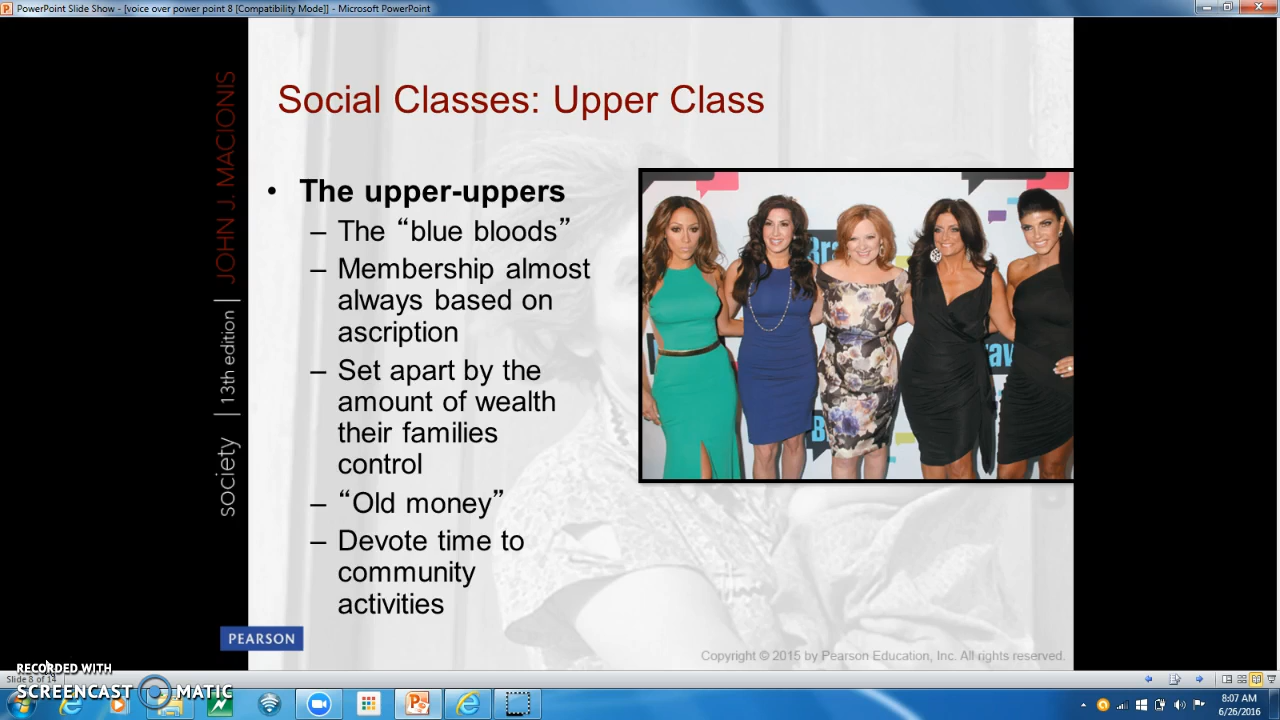 PowerPoint Slide Show - [voice over power point 8 [Compatibility Mode]] - Microsoft PowerPoint
Social Classes: Upper Class
JOHN J. MACIONIS
13th edition
society
• The upper-uppers
– The “blue bloods”
– Membership almost
always based on
ascription
– Set apart by the
amount of wealth
their families
control
– “Old money”
– Devote time to
community
activities
Bra
Bra
rav
PEARSON
Copyright © 2015 by Pearson Education, Inc. All rights reserved.
RECORDED WITH
SCREENCAST MATIC
Slide 8 of 14
8:07 AM
6/26/2016